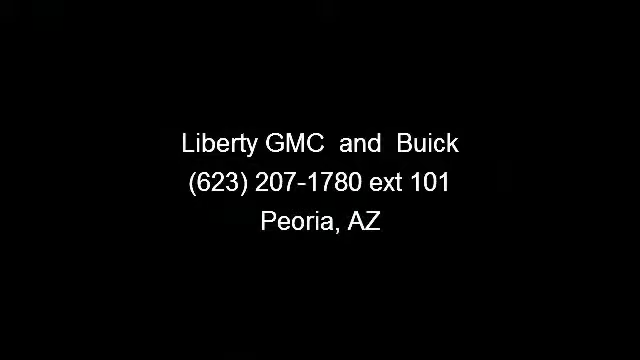 Liberty GMC  and  Buick
(623) 207-1780 ext 101
Peoria, AZ